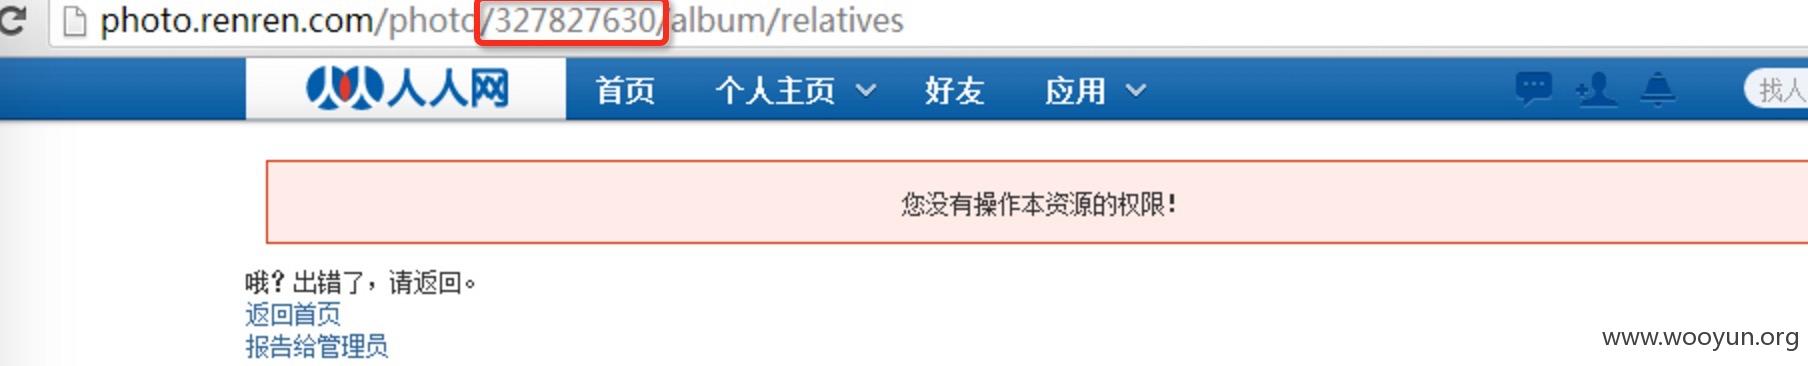 photo.renren.com/photo/327827630/album/relatives
人人网 首页 个人主页 好友 应用 找人
您没有操作本资源的权限!
哦?出错了,请返回。
返回首页
报告给管理员
www.wooyun.org